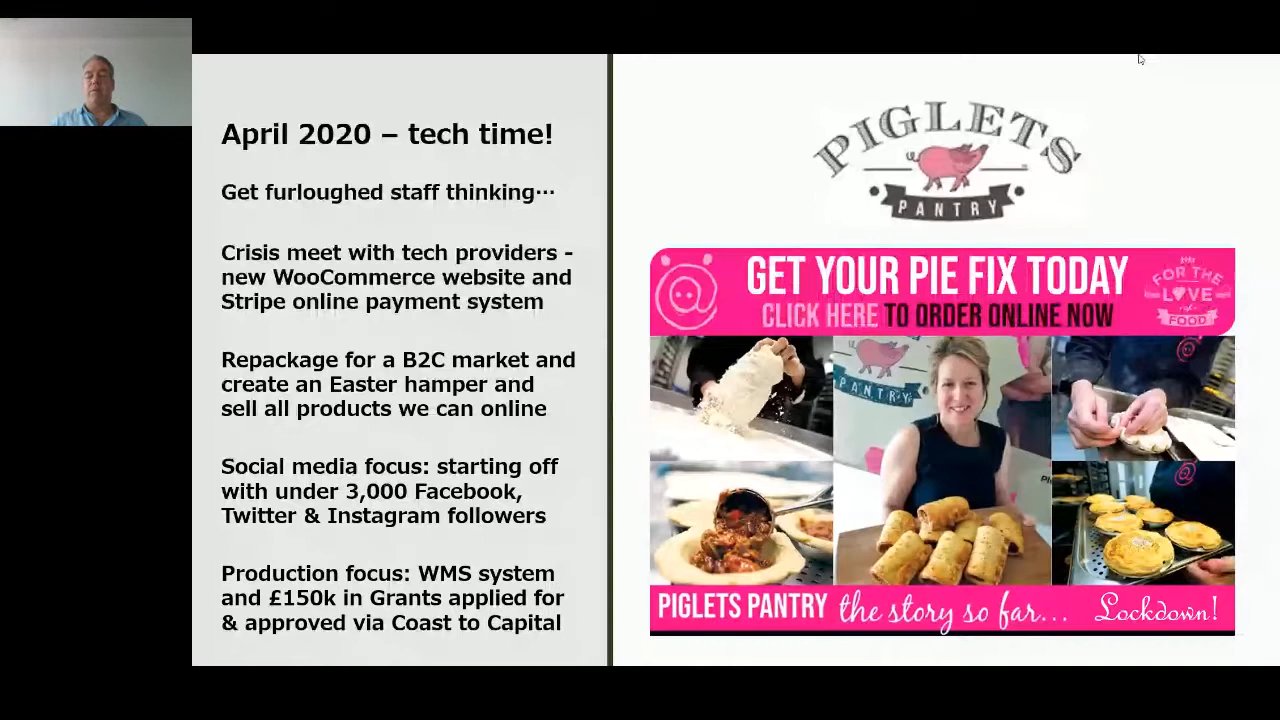 April 2020 – tech time!
Get furloughed staff thinking…
Crisis meet with tech providers -
new WooCommerce website and
Stripe online payment system
Repackage for a B2C market and
create an Easter hamper and
sell all products we can online
Social media focus: starting off
with under 3,000 Facebook,
Twitter & Instagram followers
Production focus: WMS system
and £150k in Grants applied for
& approved via Coast to Capital
PIGLETS
PANTRY
GET YOUR PIE FIX TODAY
CLICK HERE TO ORDER ONLINE NOW
FOR THE
LOVE
FOOD
PANTRY
PIGLETS PANTRY the story so far... Lockdown!